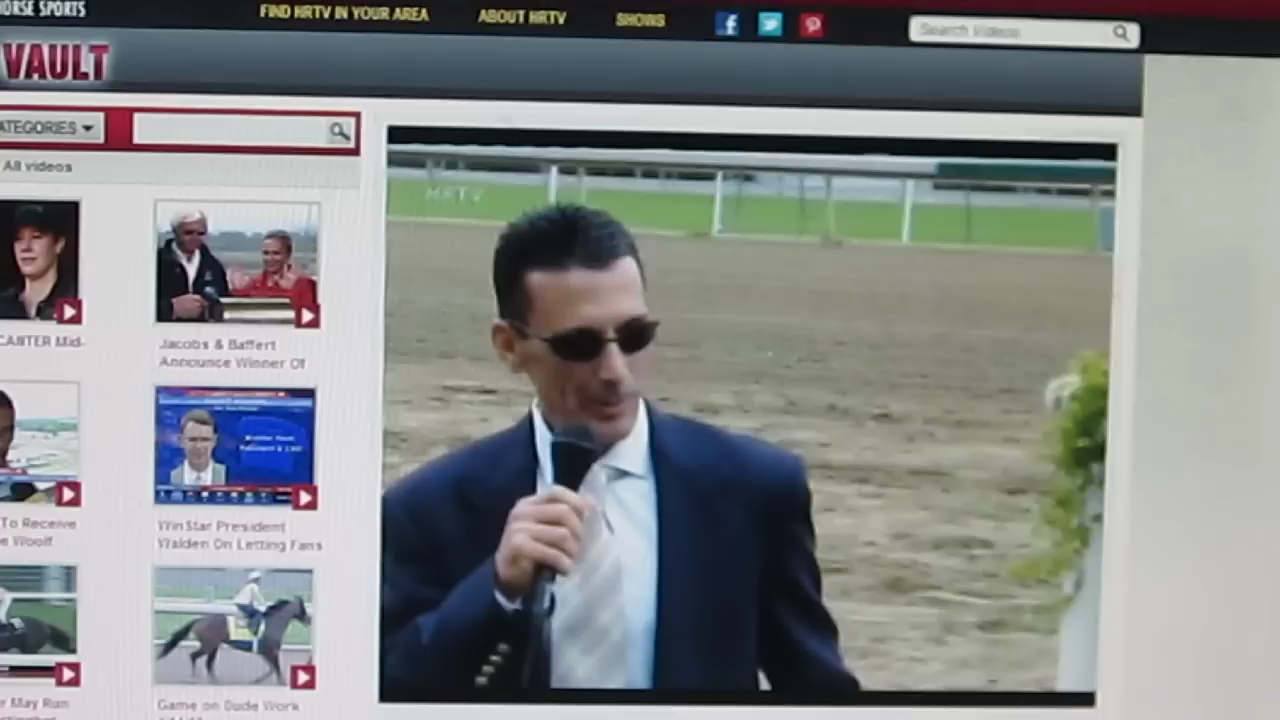 HORSE SPORTS
FIND HRTV IN YOUR AREA
ABOUT HRTV
SHOWS
Search Videos
VAULT
ATEGORIES
All videos
HRTV
CANTER Mid-
Jacobs & Baffert
Announce Winner Of
To Receive
e Woolf
WinStar President
Walden On Letting Fans
r May Run
Game on Dude Work